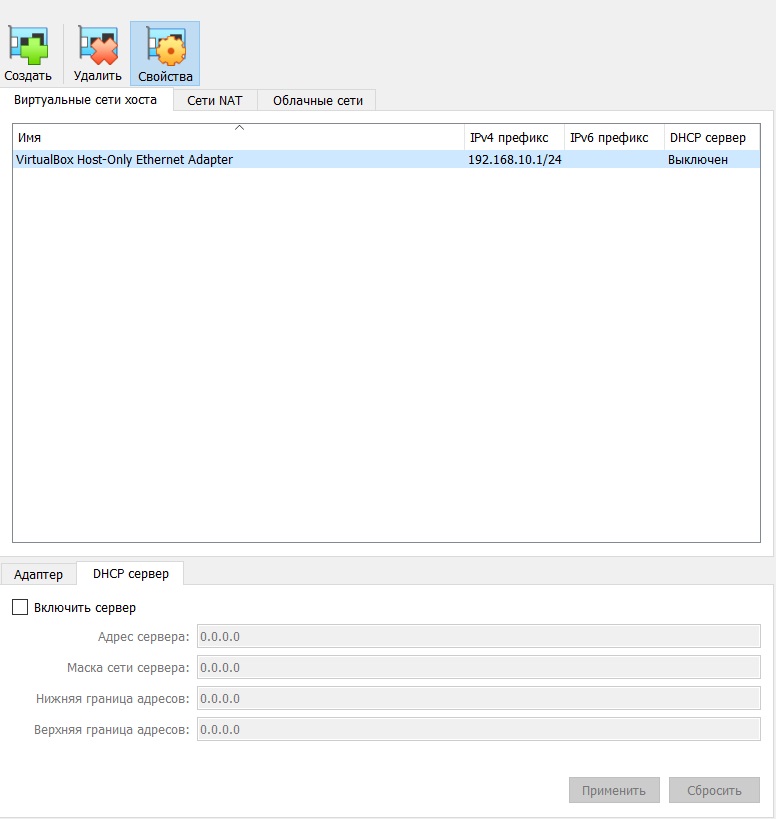 Создать Удалить Свойства
Виртуальные сети хоста Сети NAT Облачные сети
Имя IPv4 префикс IPv6 префикс DHCP сервер
VirtualBox Host-Only Ethernet Adapter 192.168.10.1/24 Выключен
Адаптер DHCP сервер
Включить сервер
Адрес сервера: 0.0.0.0
Маска сети сервера: 0.0.0.0
Нижняя граница адресов: 0.0.0.0
Верхняя граница адресов: 0.0.0.0
Применить Сбросить